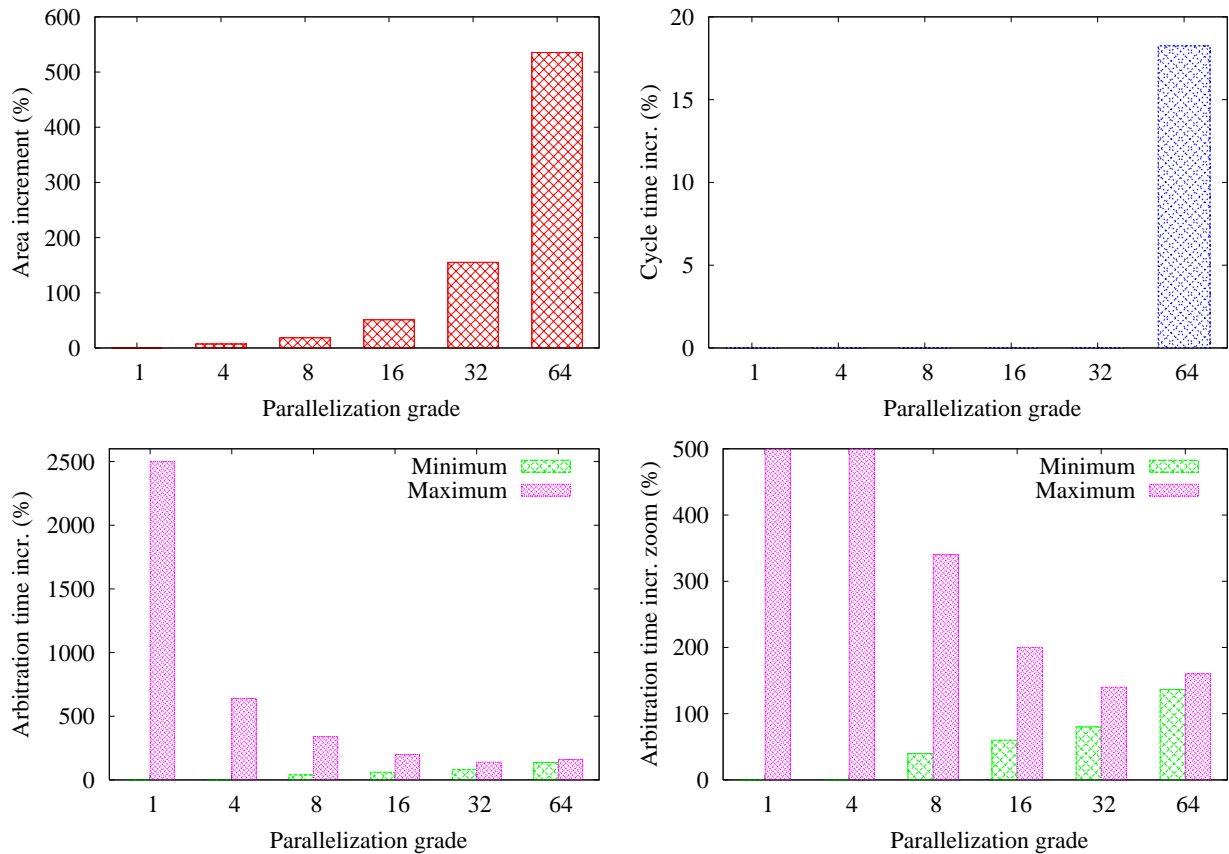 Area increment (%)
600
500
400
300
200
100
0
1 4 8 16 32 64
Parallelization grade
Cycle time incr. (%)
20
15
10
5
0
1 4 8 16 32 64
Parallelization grade
Arbitration time incr. (%)
2500
2000
1500
1000
500
0
Minimum
Maximum
1 4 8 16 32 64
Parallelization grade
Arbitration time incr. zoom (%)
500
400
300
200
100
0
Minimum
Maximum
1 4 8 16 32 64
Parallelization grade